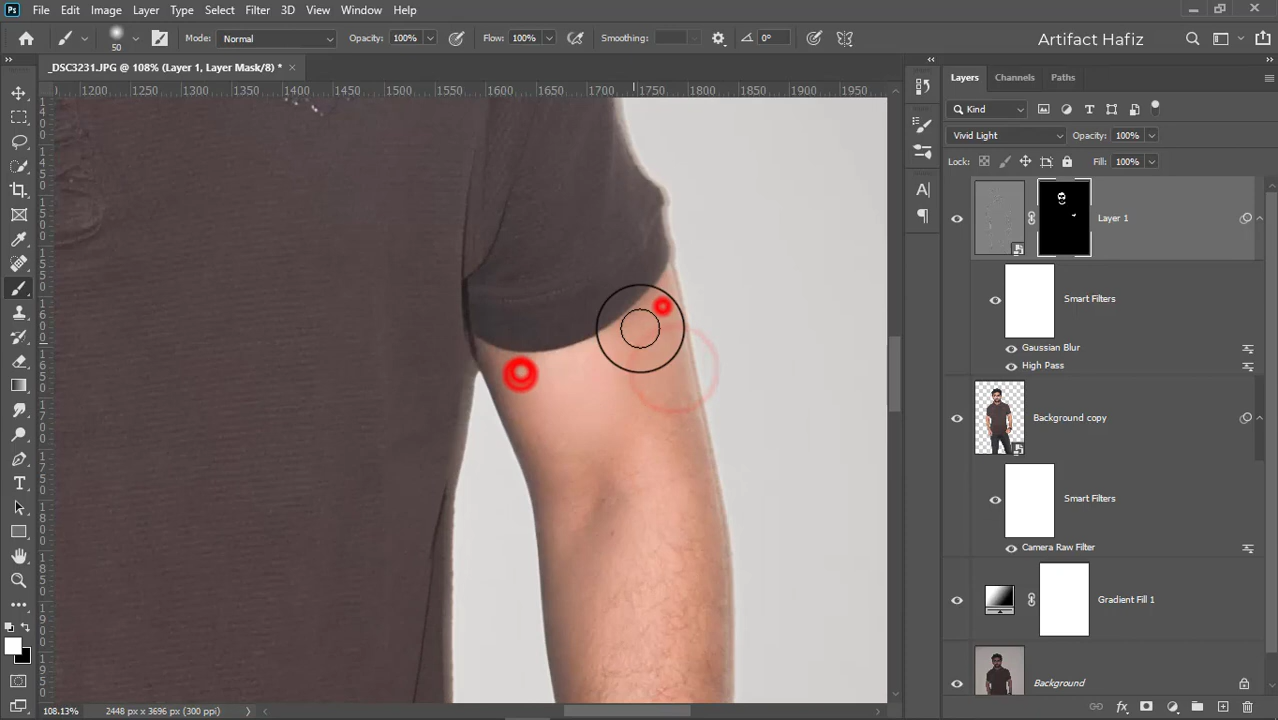 Ps File Edit Image Layer Type Select Filter 3D View Window Help
50 Mode: Normal Opacity: 100% Flow: 100% Smoothing: 0° Artifact Hafiz
_DSC3231.JPG @ 108% (Layer 1, Layer Mask/8) * ×
1200 1250 1300 1350 1400 1450 1500 1550 1600 1650 1700 1750 1800 1850 1900 1950
Layers Channels Paths
Kind
Vivid Light Opacity: 100%
Lock: Fill: 100%
Layer 1
Smart Filters
Gaussian Blur
High Pass
Background copy
Smart Filters
Camera Raw Filter
Gradient Fill 1
Background
108.13% 2448 px x 3696 px (300 ppi)